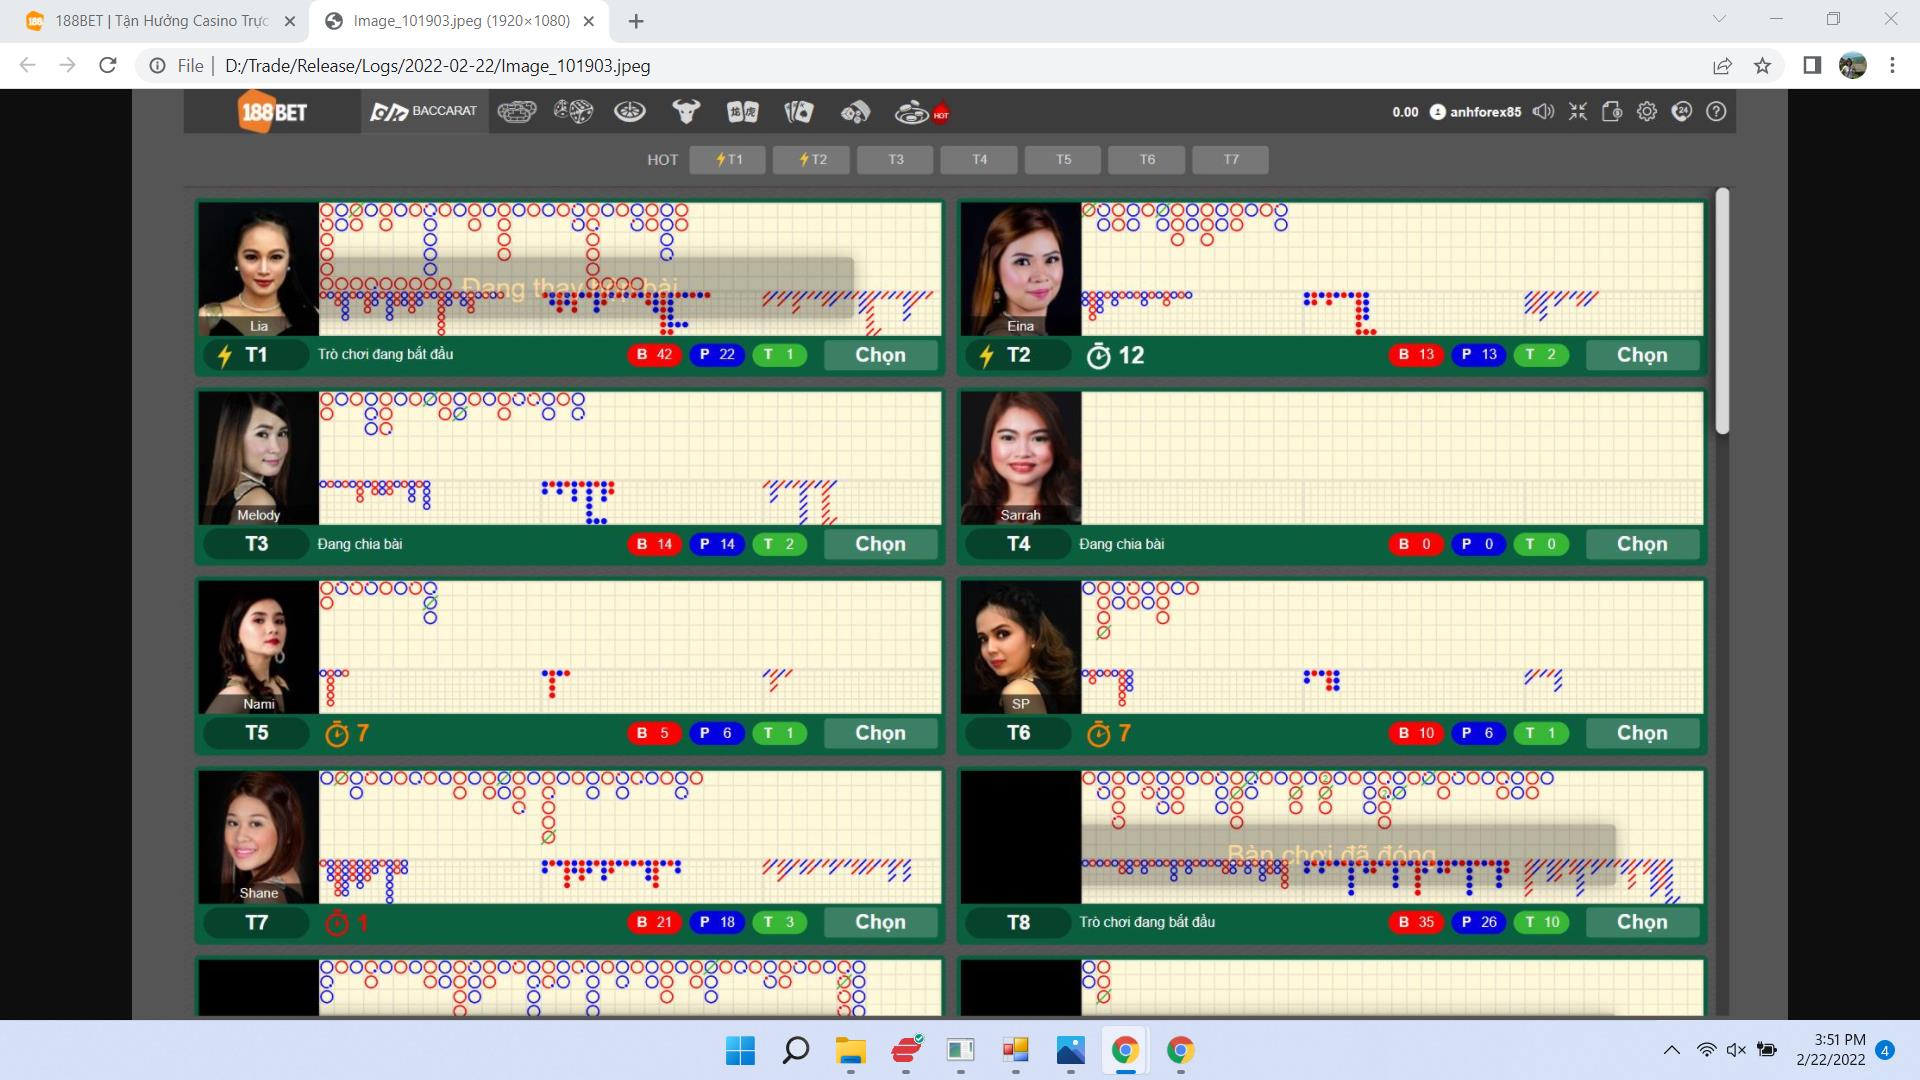 188BET | Tận Hưởng Casino Trực
Image_101903.jpeg (1920×1080)
File
D:/Trade/Release/Logs/2022-02-22/Image_101903.jpeg
188BET
BACCARAT
HOT
0.00
anhforex85
24
HOT T1 T2 T3 T4 T5 T6 T7
Lia
T1 Trò chơi đang bắt đầu B 42 P 22 T 1 Chọn
Eina
T2 12 B 13 P 13 T 2 Chọn
Melody
T3 Đang chia bài B 14 P 14 T 2 Chọn
Sarrah
T4 Đang chia bài B 0 P 0 T 0 Chọn
Nami
T5 7 B 5 P 6 T 1 Chọn
SP
T6 7 B 10 P 6 T 1 Chọn
Shane
T7 1 B 21 P 18 T 3 Chọn
Bàn chơi đã đóng
T8 Trò chơi đang bắt đầu B 35 P 26 T 10 Chọn
3:51 PM
2/22/2022
4